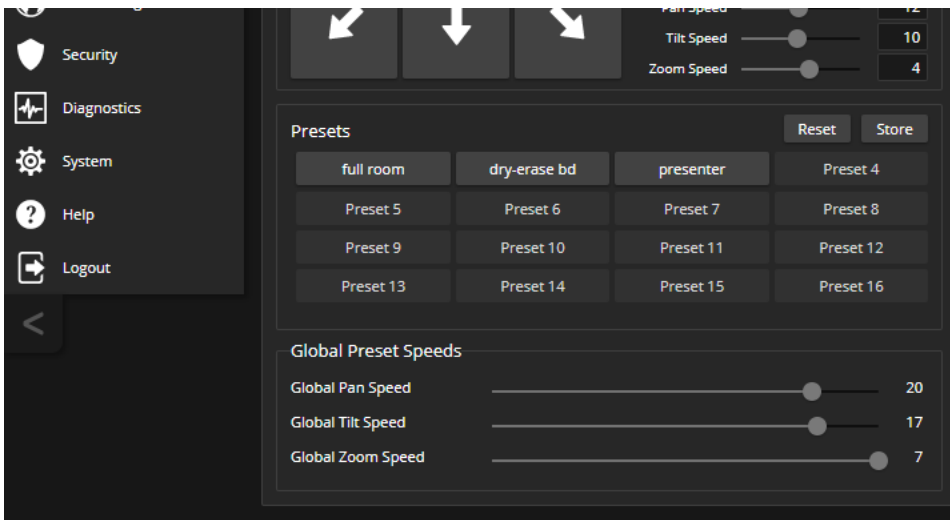 Pan Speed 12
Security
Tilt Speed 10
Zoom Speed 4
Diagnostics
Presets
Reset Store
System
full room dry-erase bd presenter Preset 4
Help
Preset 5 Preset 6 Preset 7 Preset 8
Preset 9 Preset 10 Preset 11 Preset 12
Logout
Preset 13 Preset 14 Preset 15 Preset 16
<
Global Preset Speeds
Global Pan Speed 20
Global Tilt Speed 17
Global Zoom Speed 7